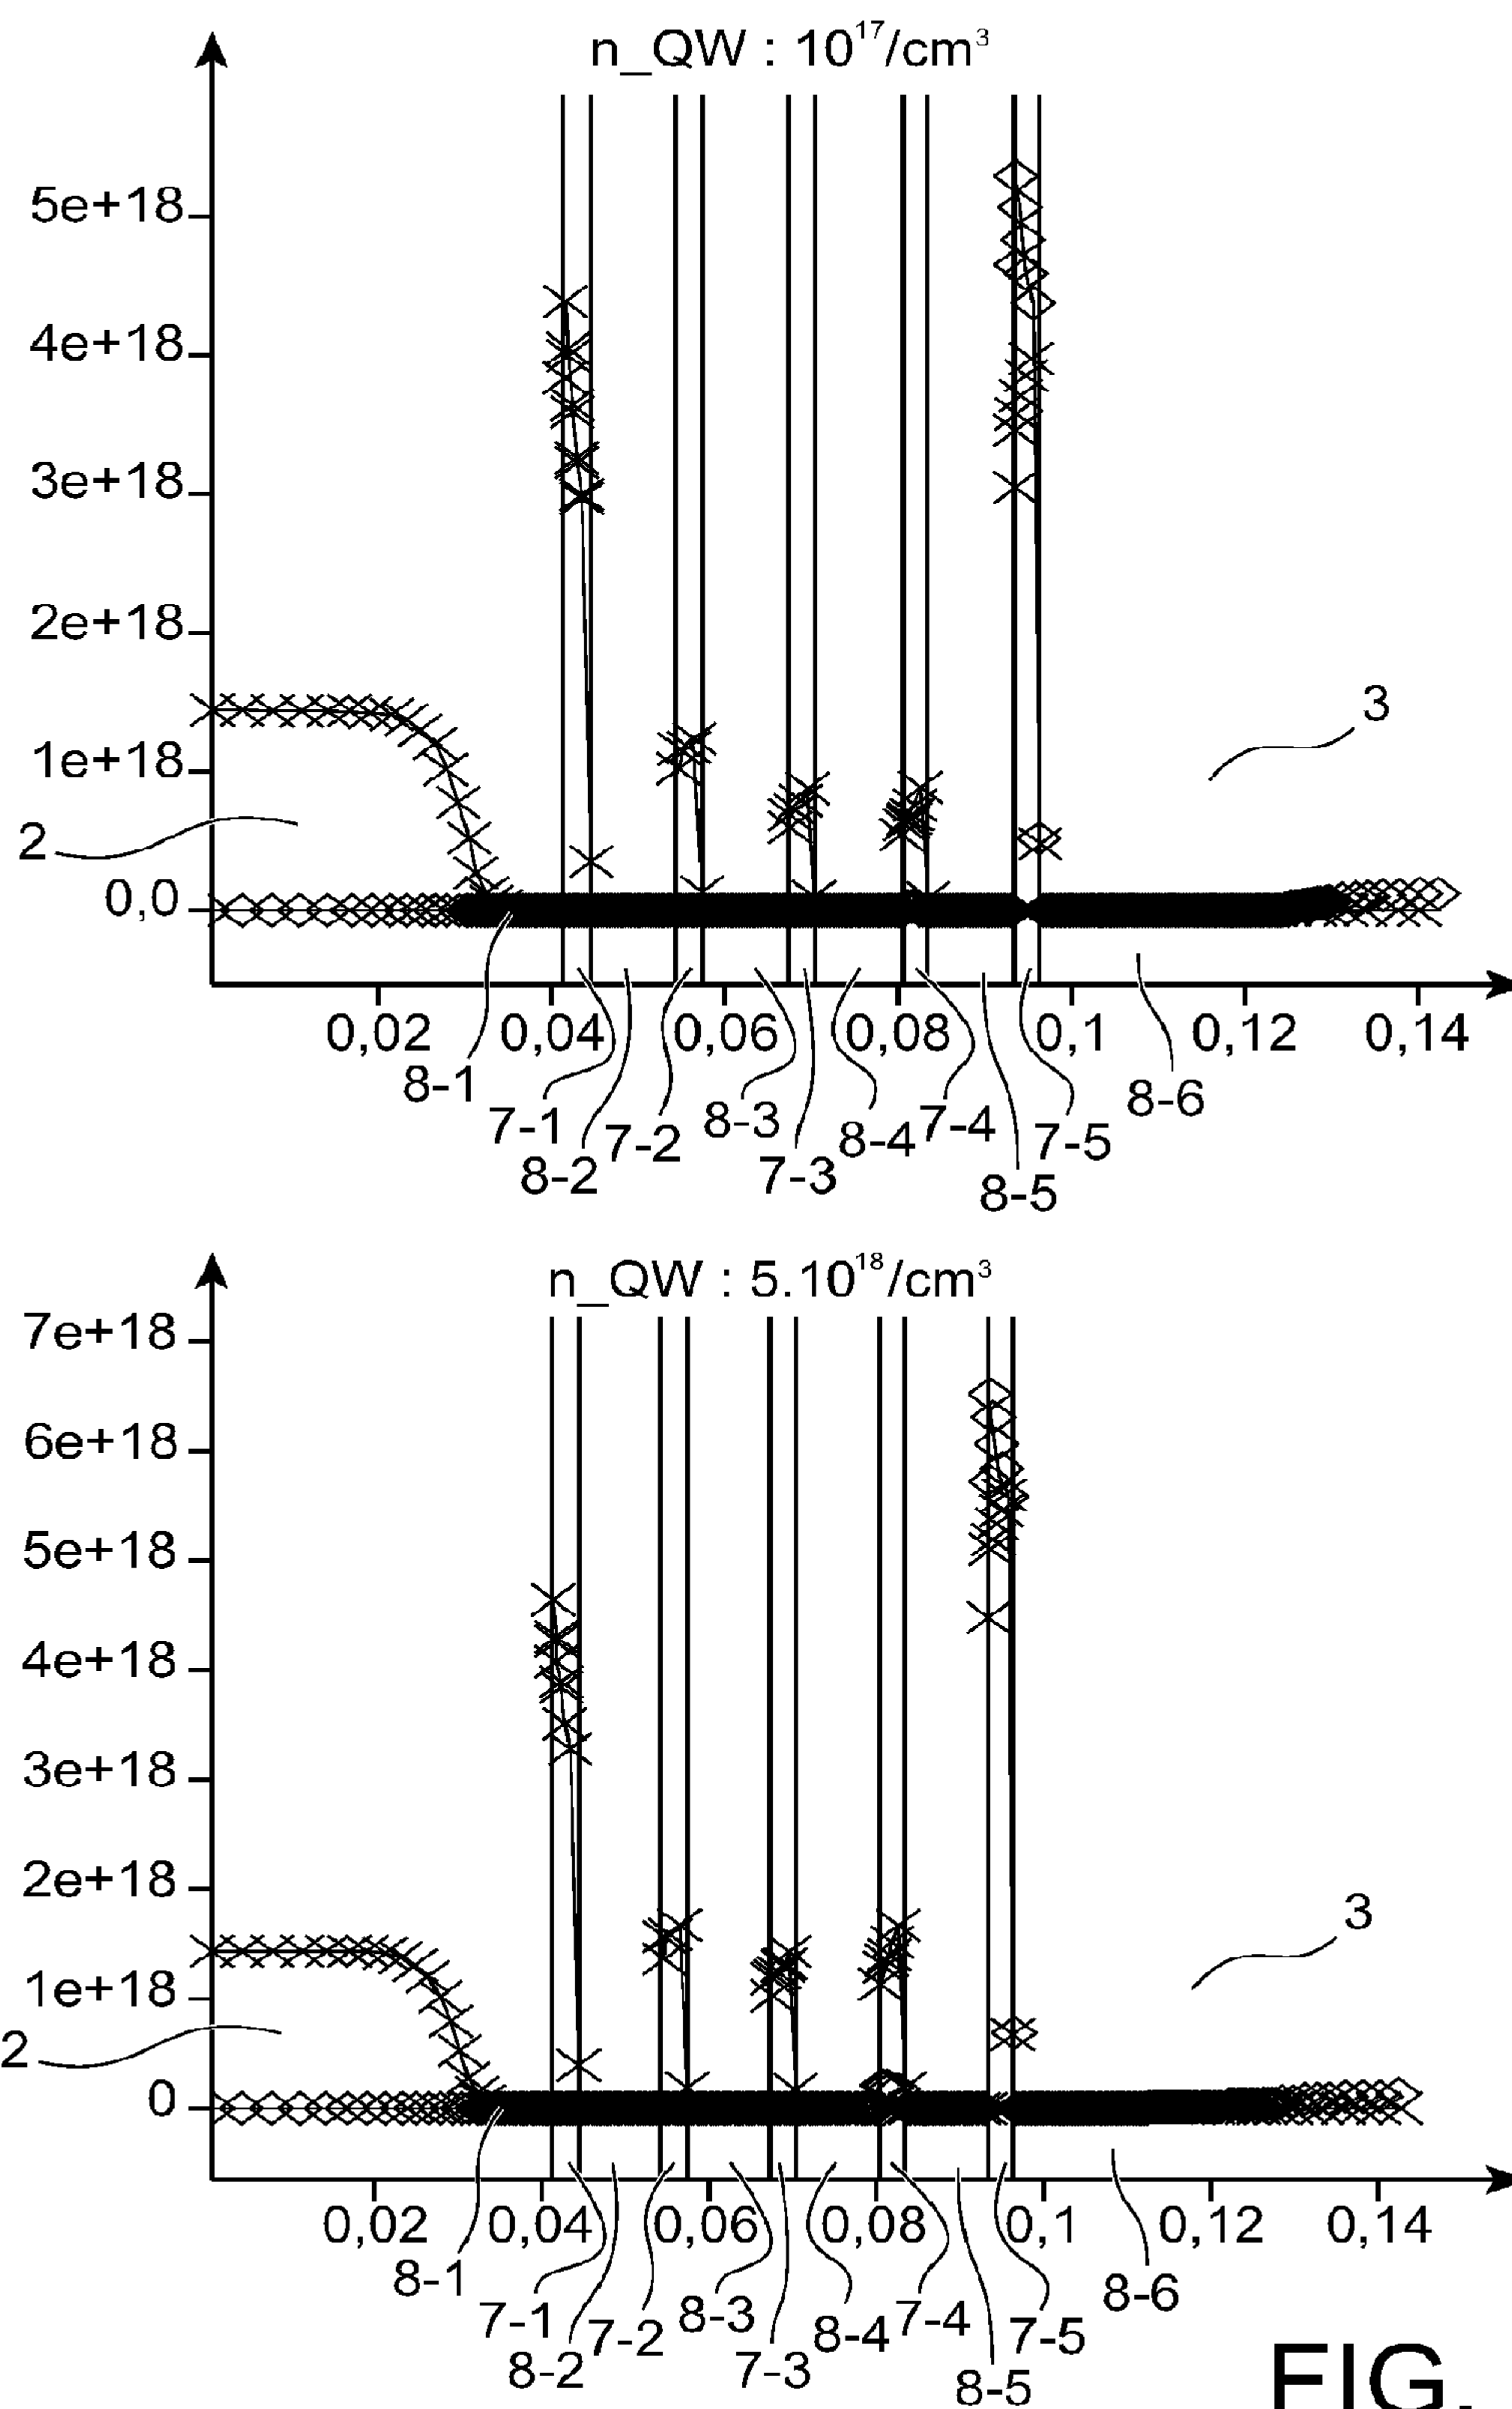 n_QW : 10¹⁷/cm³
5e+18
4e+18
3e+18
2e+18
1e+18
3
2
0,0
0,02 0,04 0,06 0,08 0,1 0,12 0,14
8-1 7-1 8-2 7-2 8-3 7-3 8-4 7-4 8-5 7-5 8-6
n_QW : 5.10¹⁸/cm³
7e+18
6e+18
5e+18
4e+18
3e+18
2e+18
3
1e+18
2
0
0,02 0,04 0,06 0,08 0,1 0,12 0,14
8-1 7-1 8-2 7-2 8-3 7-3 8-4 7-4 8-5 7-5 8-6
FIG.